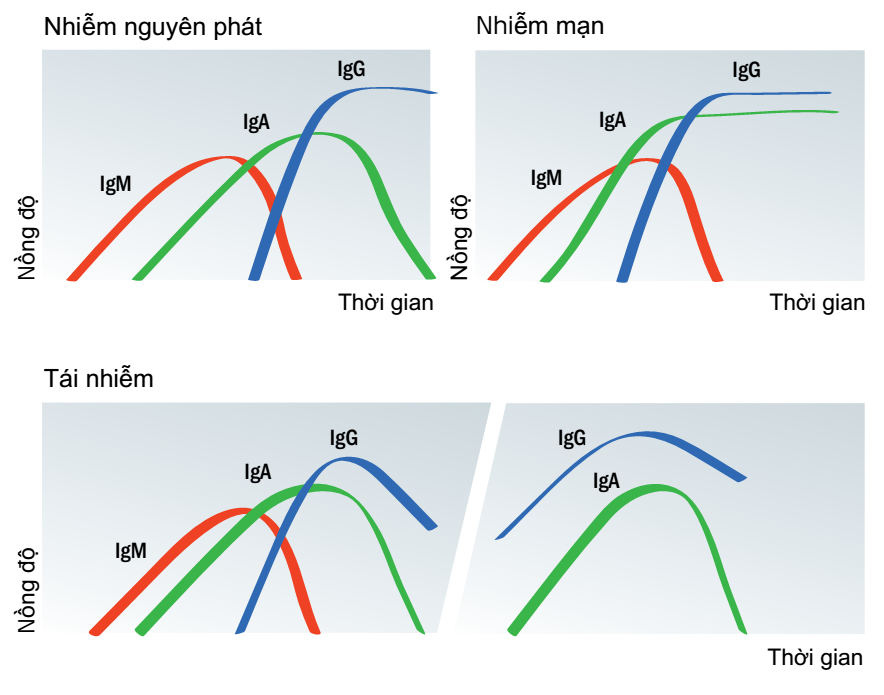 Nhiễm nguyên phát
IgG
IgA
IgM
Nồng độ
Thời gian
Nhiễm mạn
IgG
IgA
IgM
Nồng độ
Thời gian
Tái nhiễm
IgG
IgA
IgM
Nồng độ
IgG
IgA
Thời gian